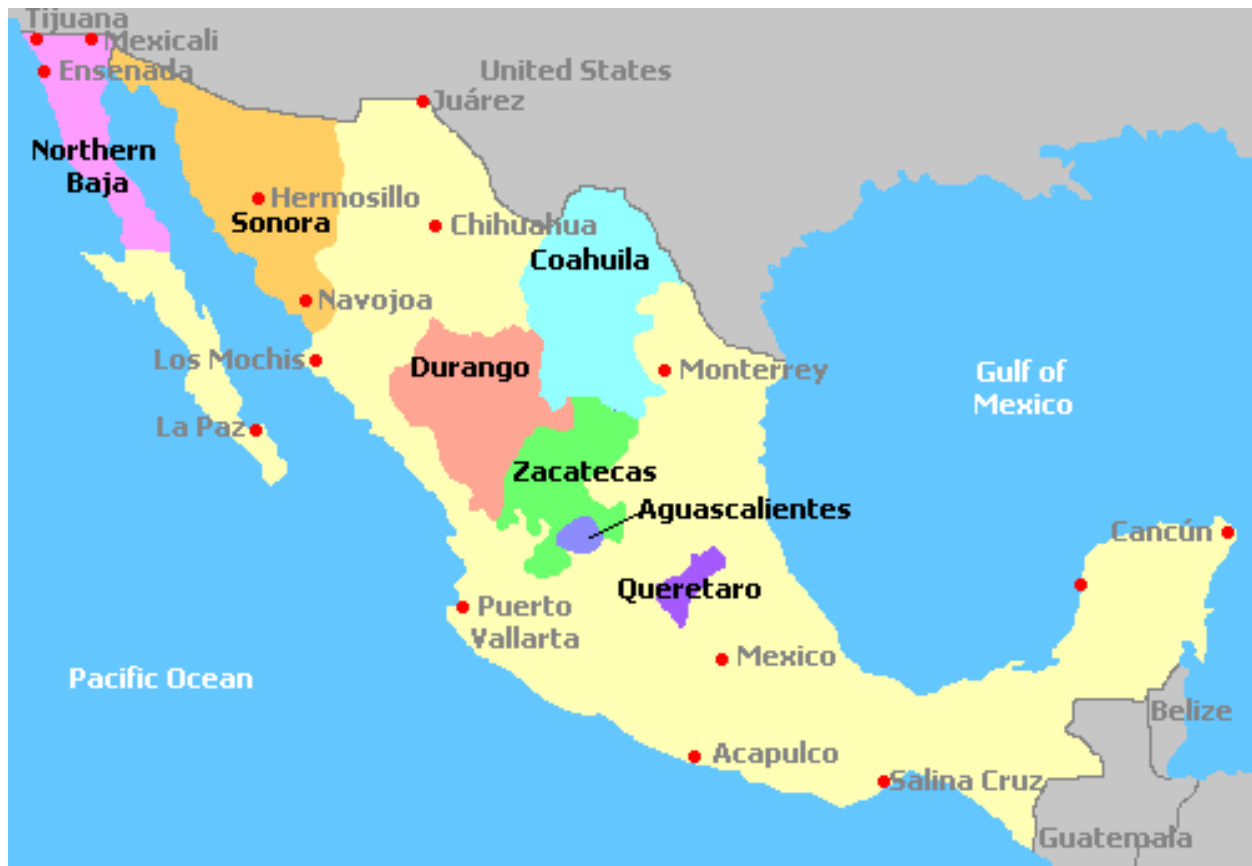 Tijuana
Mexicali
Ensenada
United States
Juárez
Northern
Baja
Hermosillo
Sonora
Chihuahua
Coahuila
Navojoa
Los Mochis
Durango
Monterrey
Gulf of
Mexico
La Paz
Zacatecas
Aguascalientes
Cancún
Queretaro
Puerto
Vallarta
Mexico
Pacific Ocean
Belize
Acapulco
Salina Cruz
Guatemala